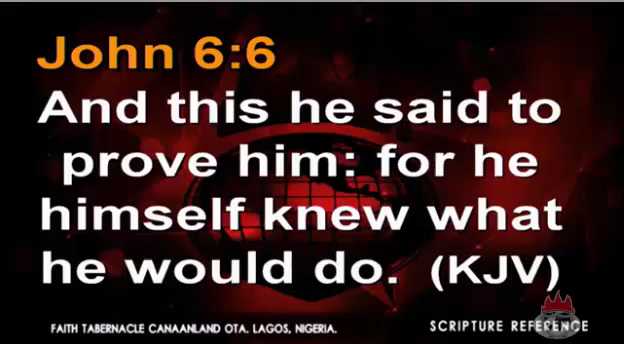 John 6:6
And this he said to
prove him: for he
himself knew what
he would do. (KJV)
FAITH TABERNACLE CANAANLAND OTA. LAGOS, NIGERIA.
SCRIPTURE REFERENCE